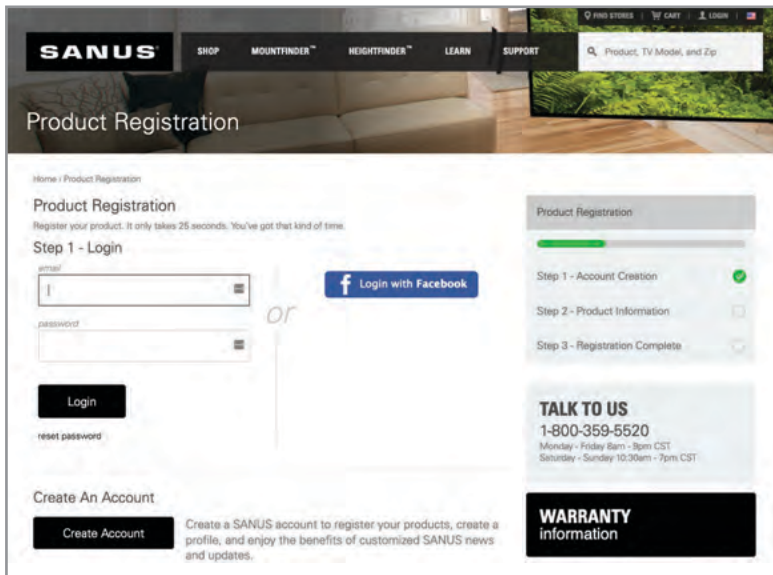 FIND STORES | CART | LOGIN |
SANUS
SHOP MOUNTFINDER™ HEIGHTFINDER™ LEARN SUPPORT
Product, TV Model, and Zip
Product Registration
Home / Product Registration
Product Registration
Register your product. It only takes 25 seconds. You've got that kind of time.
Step 1 - Login
email
password
or
f Login with Facebook
Login
reset password
Create An Account
Create Account
Create a SANUS account to register your products, create a
profile, and enjoy the benefits of customized SANUS news
and updates.
Product Registration
Step 1 - Account Creation
Step 2 - Product Information
Step 3 - Registration Complete
TALK TO US
1-800-359-5520
Monday - Friday 8am - 9pm CST
Saturday - Sunday 10:30am - 7pm CST
WARRANTY
information